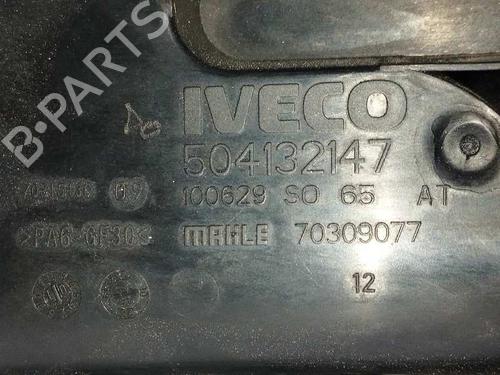 B-PARTS
IVECO
504132147
100629 SO 65 AT
>PA6-GF30<
MAHLE 70309077
12